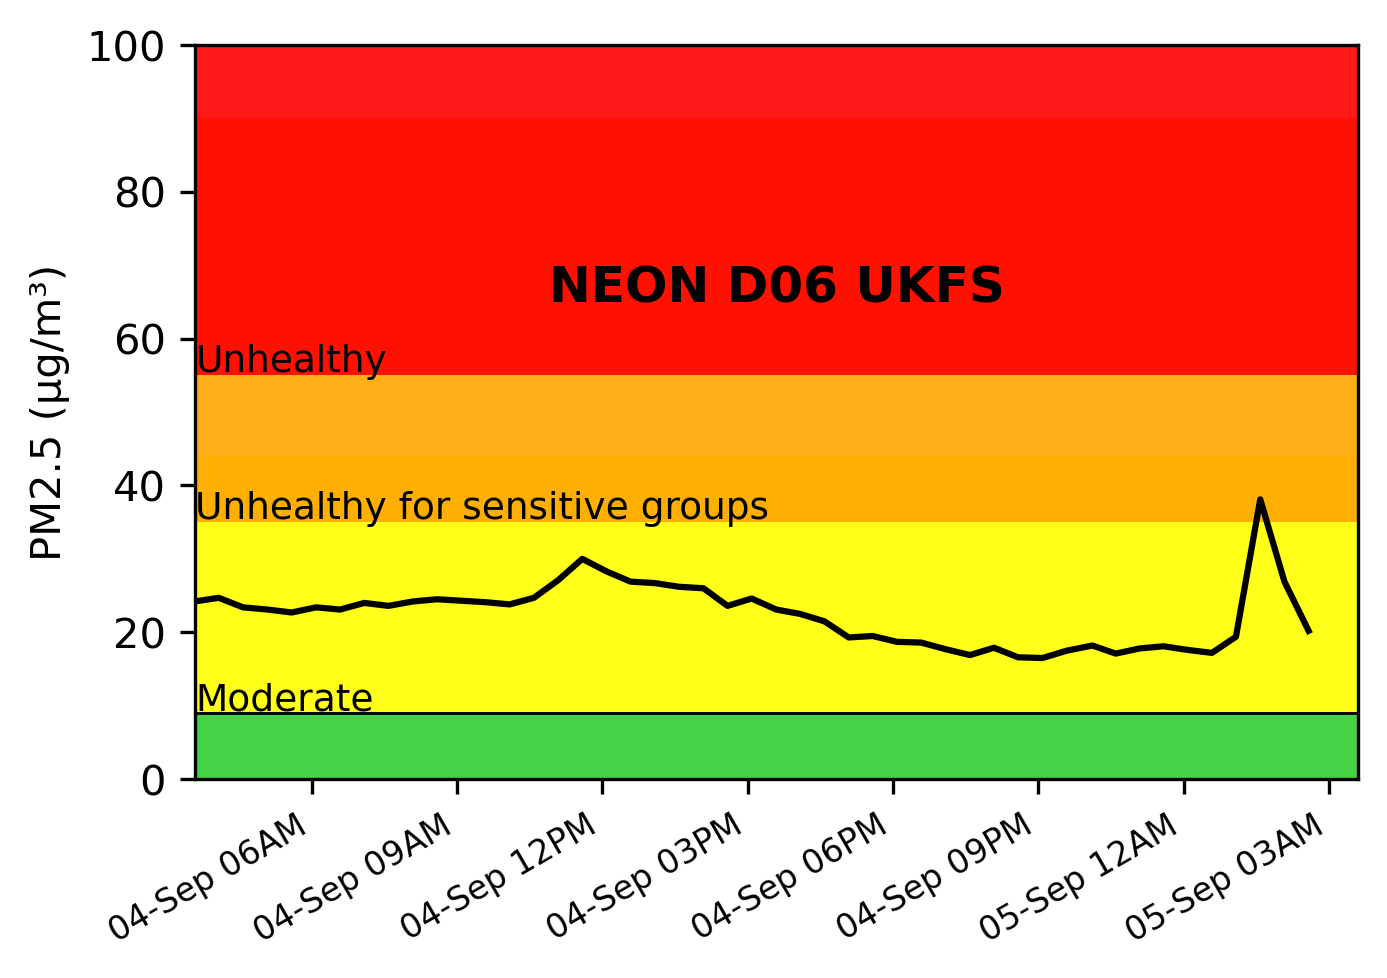 100
80
60
40
20
0
PM2.5 (µg/m³)
NEON D06 UKFS
Unhealthy
Unhealthy for sensitive groups
Moderate
04-Sep 06AM
04-Sep 09AM
04-Sep 12PM
04-Sep 03PM
04-Sep 06PM
04-Sep 09PM
05-Sep 12AM
05-Sep 03AM